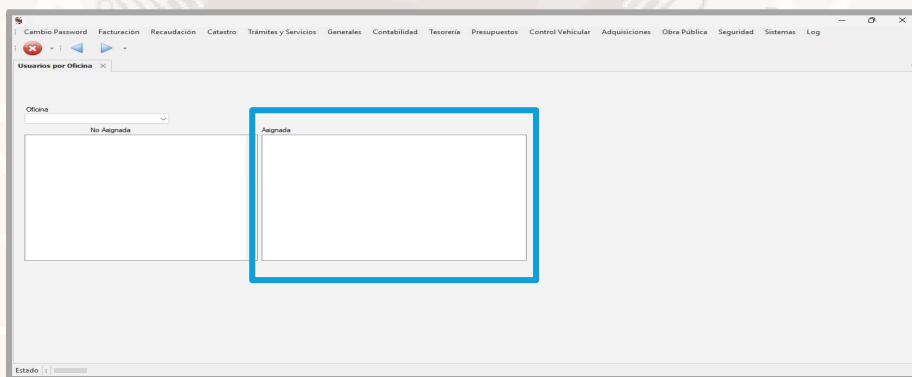 Cambio Password Facturación Recaudación Catastro Trámites y Servicios Generales Contabilidad Tesorería Presupuestos Control Vehicular Adquisiciones Obra Pública Seguridad Sistemas Log
Usuarios por Oficina
Oficina
No Asignada Asignada
Estado